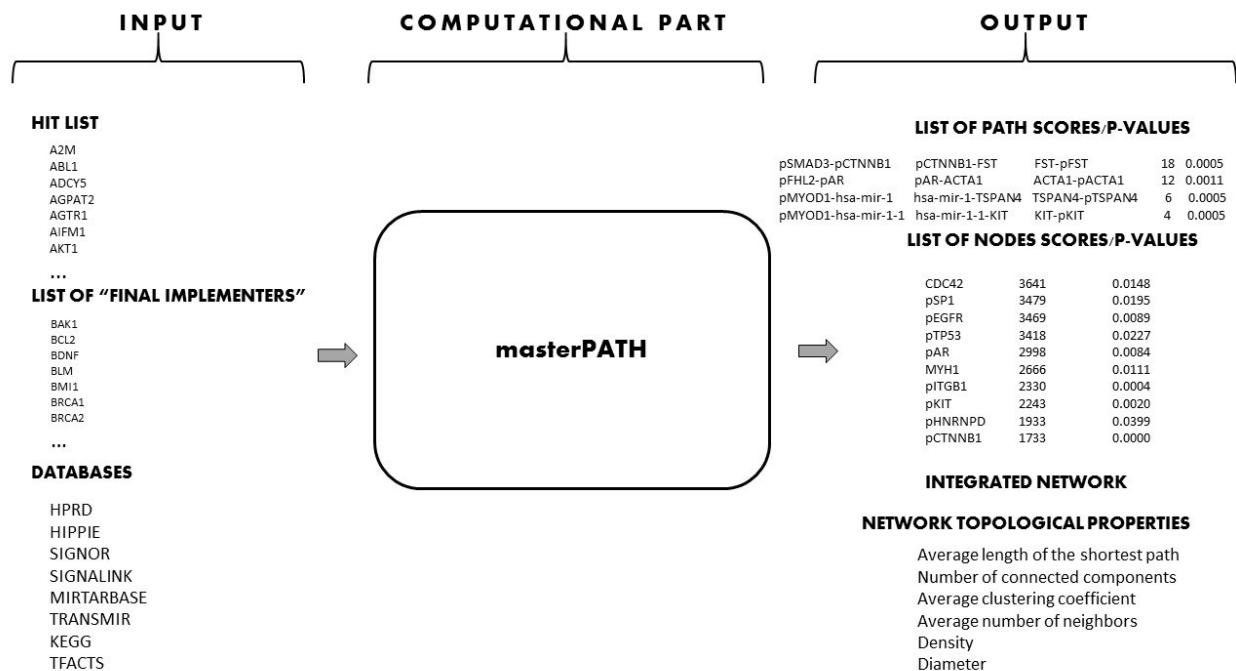 INPUT
COMPUTATIONAL PART
OUTPUT
HIT LIST
A2M
ABL1
ADCY5
AGPAT2
AGTR1
AIFM1
AKT1
...
LIST OF “FINAL IMPLEMENTERS”
BAK1
BCL2
BDNF
BLM
BMI1
BRCA1
BRCA2
...
DATABASES
HPRD
HIPPIE
SIGNOR
SIGNALINK
MIRTARBASE
TRANSMIR
KEGG
TFACTS
masterPATH
LIST OF PATH SCORES/P-VALUES
pSMAD3-pCTNNB1 pCTNNB1-FST FST-pFST 18 0.0005
pFHL2-pAR pAR-ACTA1 ACTA1-pACTA1 12 0.0011
pMYOD1-hsa-mir-1 hsa-mir-1-TSPAN4 TSPAN4-pTSPAN4 6 0.0005
pMYOD1-hsa-mir-1-1 hsa-mir-1-1-KIT KIT-pKIT 4 0.0005
LIST OF NODES SCORES/P-VALUES
CDC42 3641 0.0148
pSP1 3479 0.0195
pEGFR 3469 0.0089
pTP53 3418 0.0227
pAR 2998 0.0084
MYH1 2666 0.0111
pITGB1 2330 0.0004
pKIT 2243 0.0020
pHNRNPD 1933 0.0399
pCTNNB1 1733 0.0000
INTEGRATED NETWORK
NETWORK TOPOLOGICAL PROPERTIES
Average length of the shortest path
Number of connected components
Average clustering coefficient
Average number of neighbors
Density
Diameter